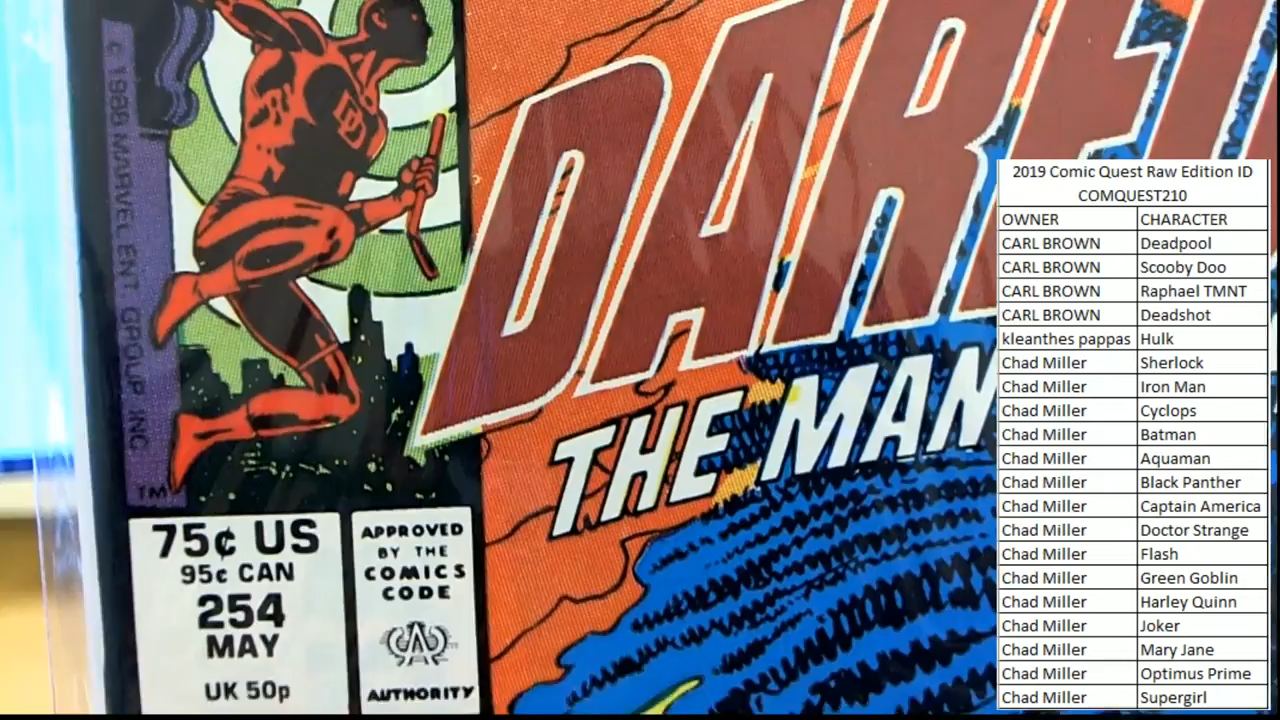 © 1988 MARVEL ENT. GROUP, INC.
DD
TM
75¢ US
95¢ CAN
254
MAY
UK 50p
APPROVED
BY THE
COMICS
CODE
AUTHORITY
THE MAN
2019 Comic Quest Raw Edition ID
COMQUEST210
OWNER CHARACTER
CARL BROWN Deadpool
CARL BROWN Scooby Doo
CARL BROWN Raphael TMNT
CARL BROWN Deadshot
kleanthes pappas Hulk
Chad Miller Sherlock
Chad Miller Iron Man
Chad Miller Cyclops
Chad Miller Batman
Chad Miller Aquaman
Chad Miller Black Panther
Chad Miller Captain America
Chad Miller Doctor Strange
Chad Miller Flash
Chad Miller Green Goblin
Chad Miller Harley Quinn
Chad Miller Joker
Chad Miller Mary Jane
Chad Miller Optimus Prime
Chad Miller Supergirl